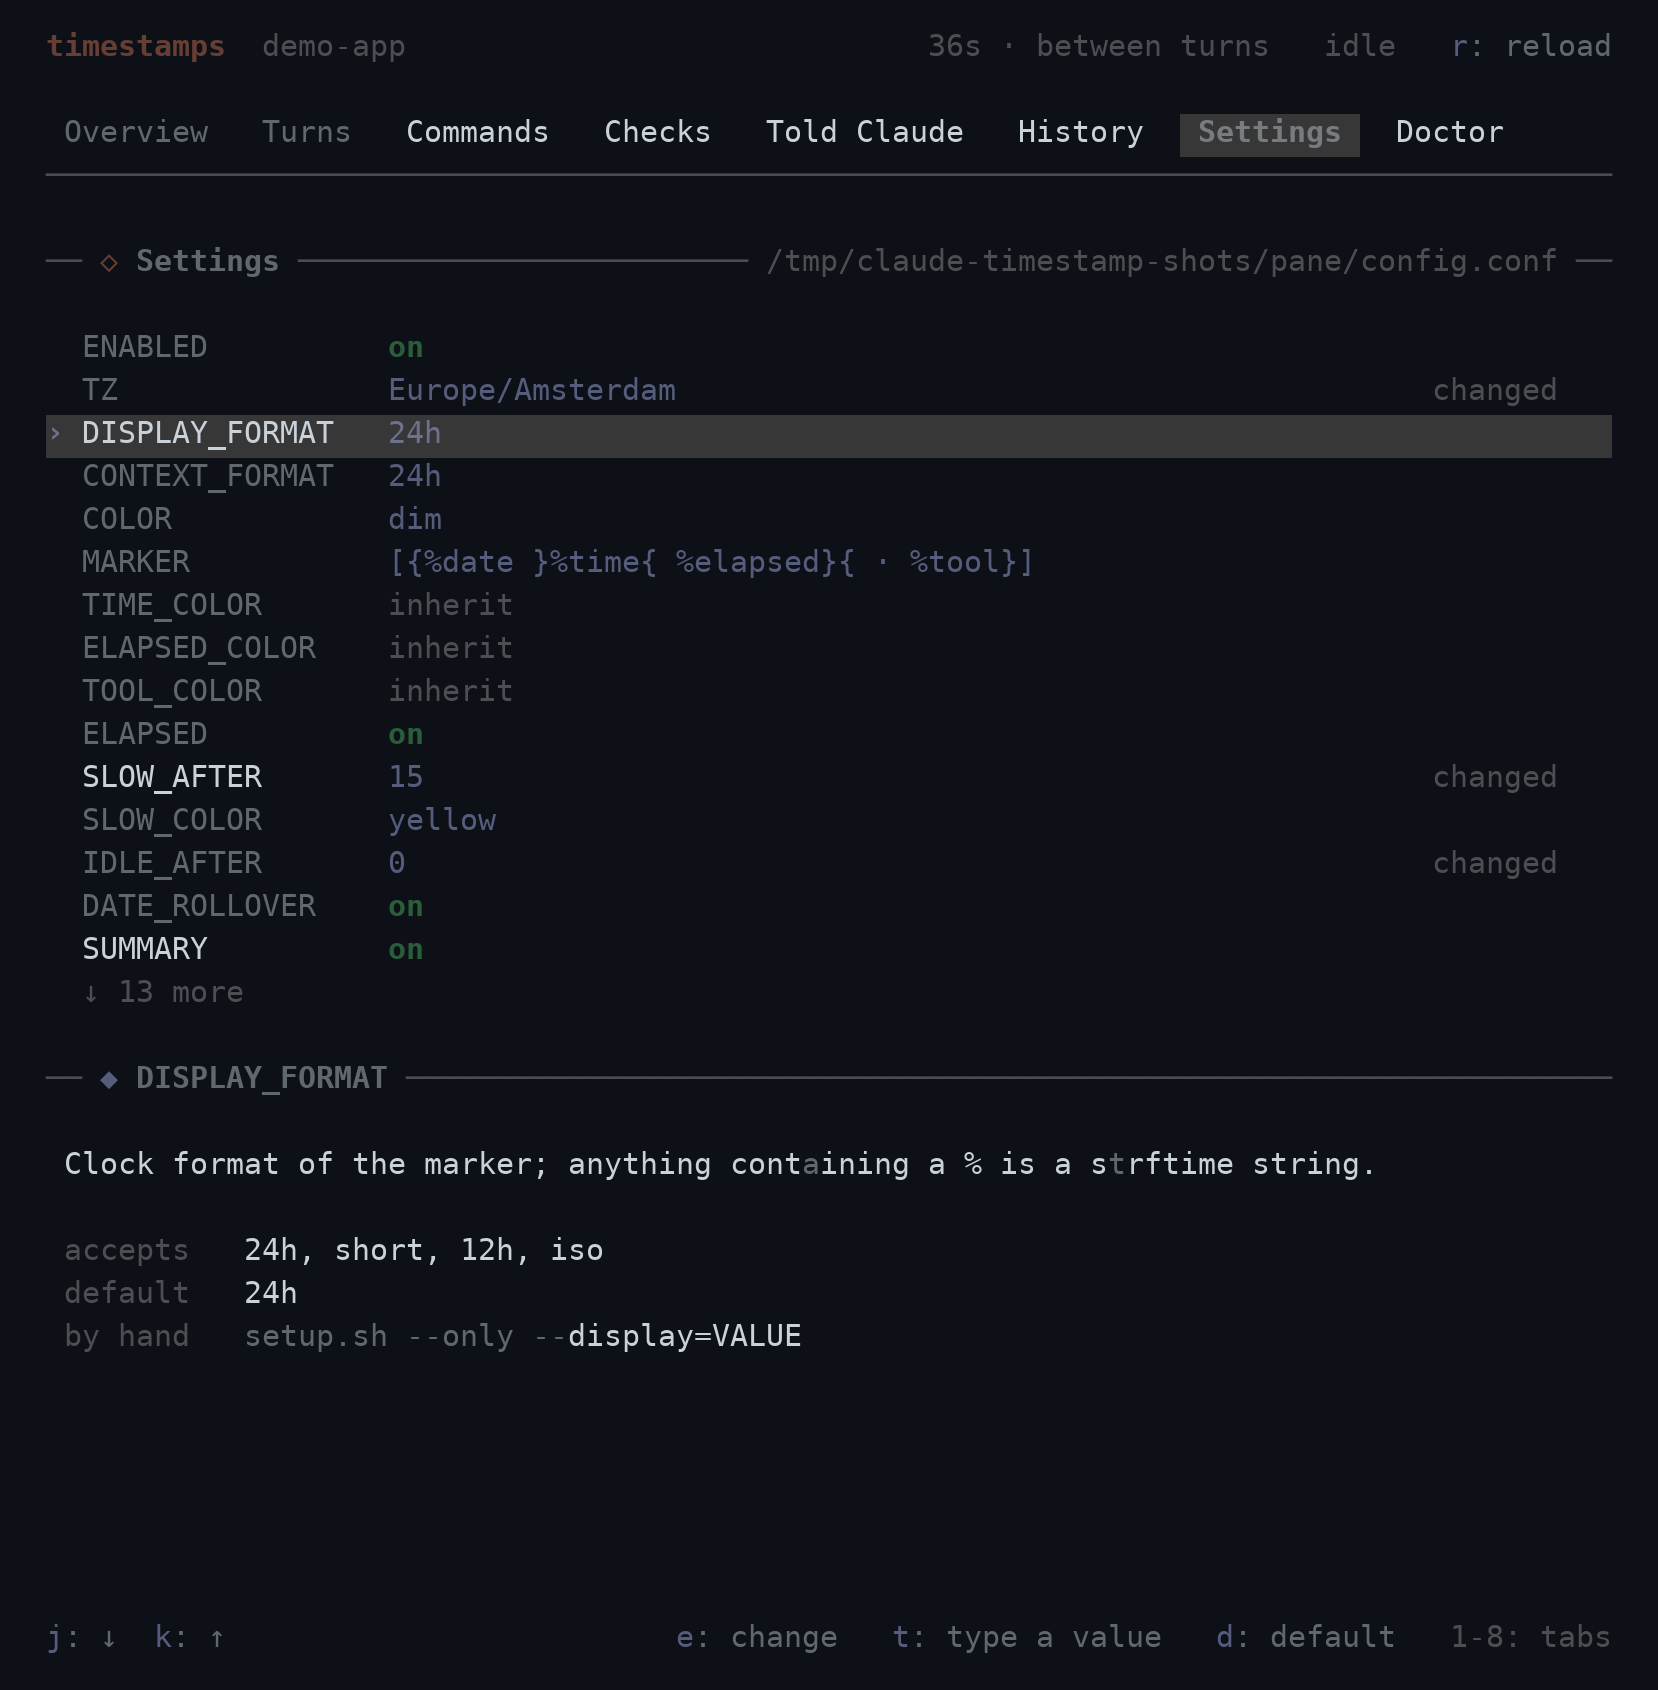 timestamps demo-app 36s · between turns idle r: reload
Overview Turns Commands Checks Told Claude History Settings Doctor
◇ Settings /tmp/claude-timestamp-shots/pane/config.conf
ENABLED on
TZ Europe/Amsterdam changed
› DISPLAY_FORMAT 24h
CONTEXT_FORMAT 24h
COLOR dim
MARKER [{%date }%time{ %elapsed}{ · %tool}]
TIME_COLOR inherit
ELAPSED_COLOR inherit
TOOL_COLOR inherit
ELAPSED on
SLOW_AFTER 15 changed
SLOW_COLOR yellow
IDLE_AFTER 0 changed
DATE_ROLLOVER on
SUMMARY on
↓ 13 more
◆ DISPLAY_FORMAT
Clock format of the marker; anything containing a % is a strftime string.
accepts 24h, short, 12h, iso
default 24h
by hand setup.sh --only --display=VALUE
j: ↓ k: ↑ e: change t: type a value d: default 1-8: tabs